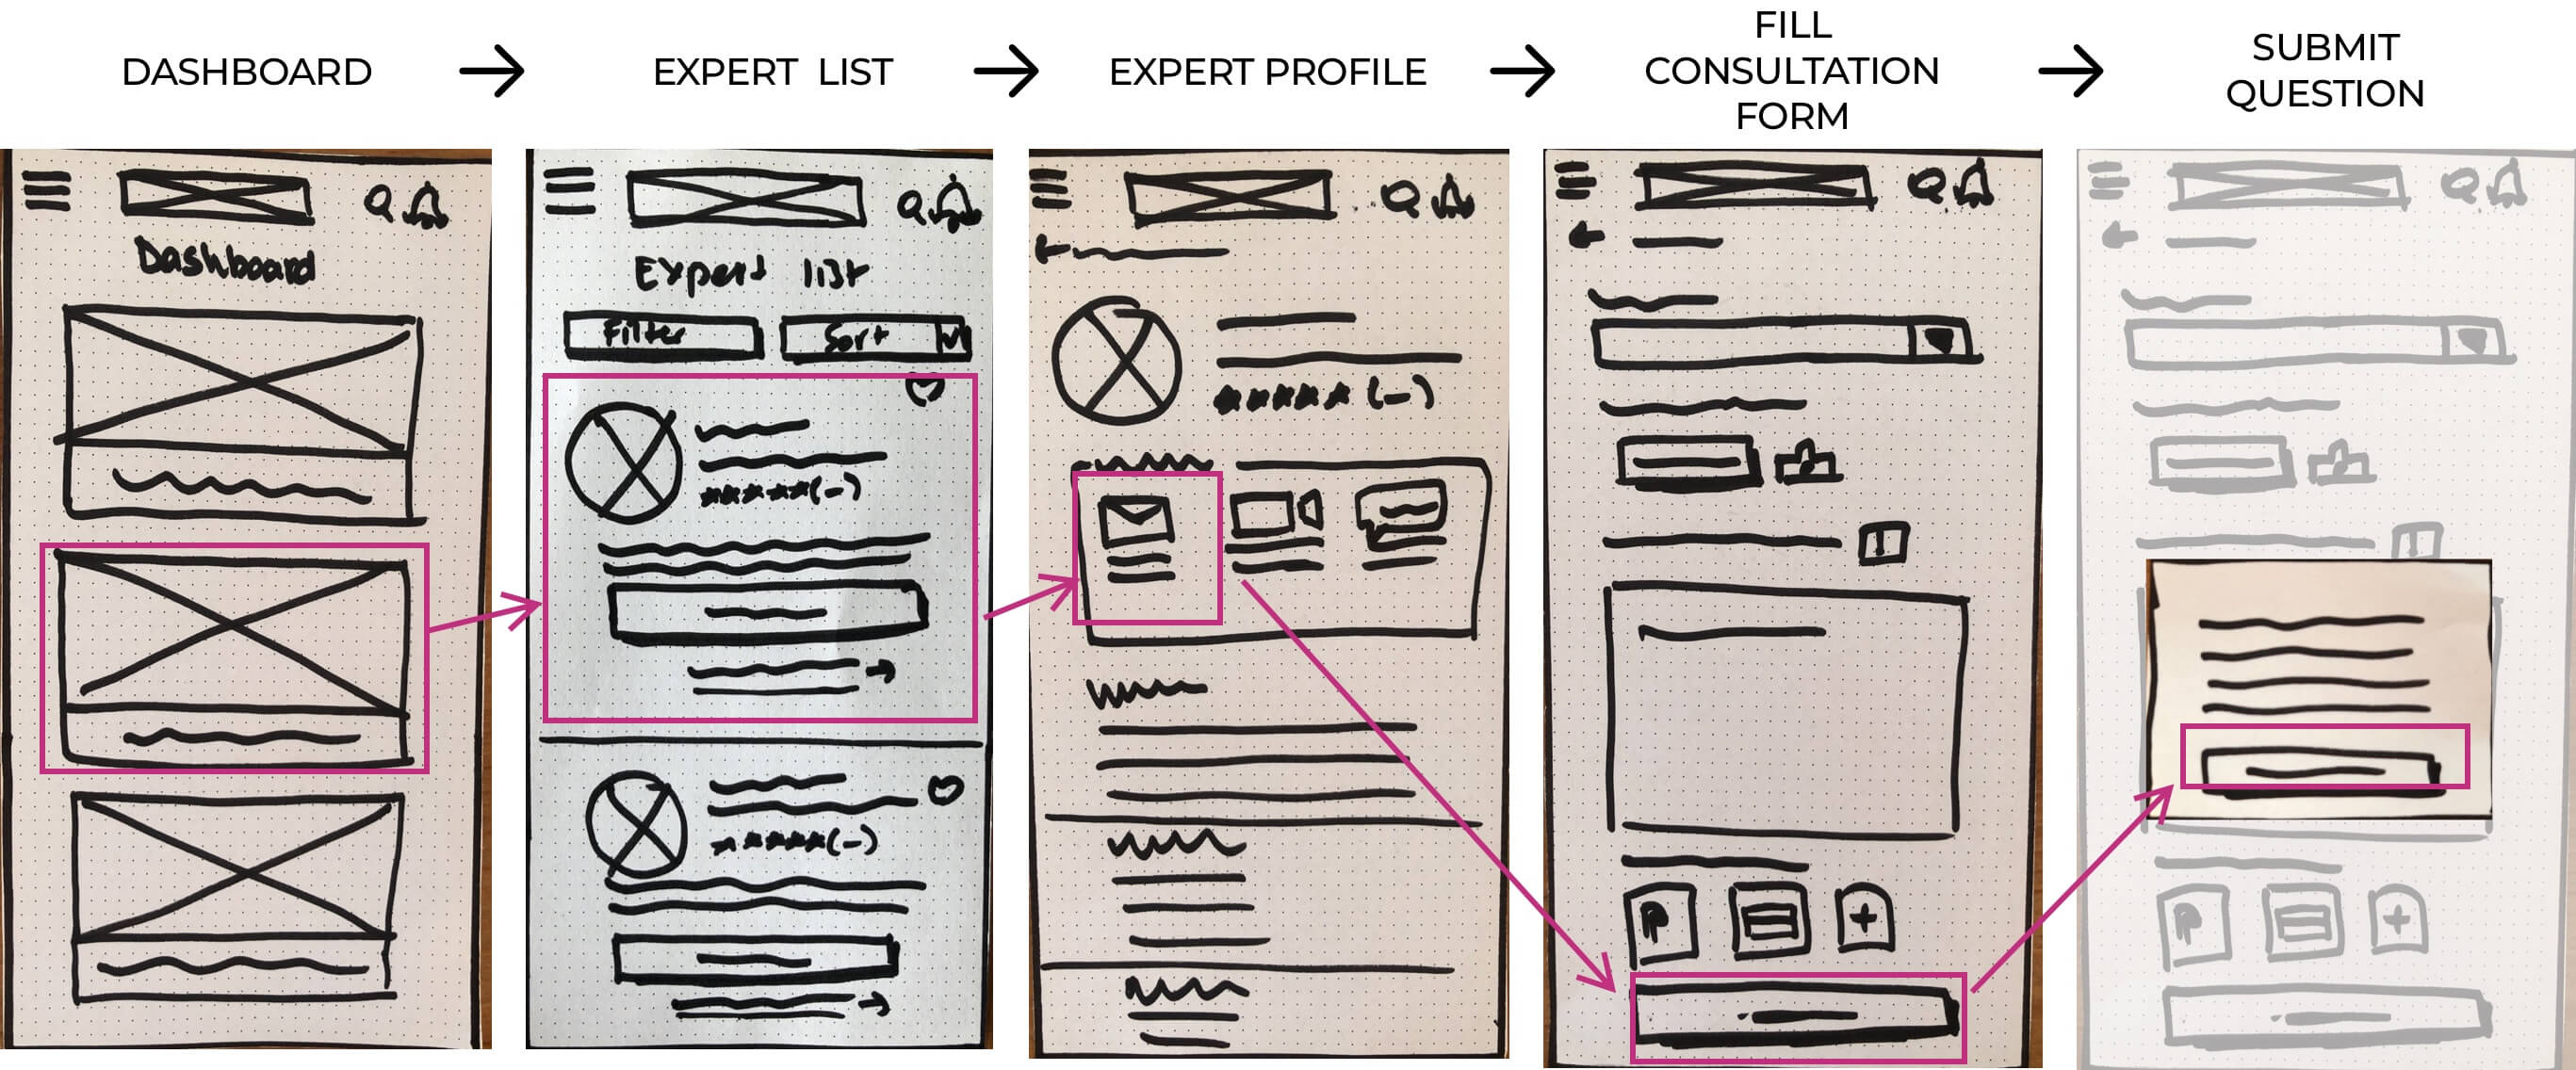 DASHBOARD
EXPERT LIST
EXPERT PROFILE
FILL
CONSULTATION
FORM
SUBMIT
QUESTION
Dashboard
Expert list
Filter
Sort